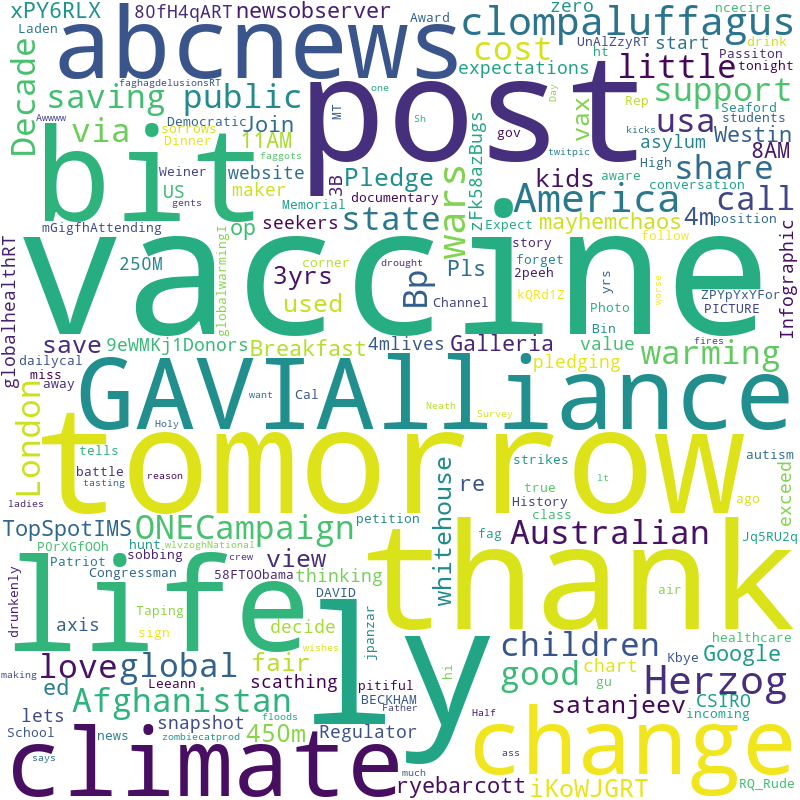 xPY6RLX
8OfH4qART
newsobserver
Award
zero
ncecire
Laden
abcnews
clompaluffagus
UnAlZzyRT
drink
faghagdelusionsRT
cost
ht
start
Passiton
expectations
little
tonight
Decade
saving
public
post
one
MT
Day
vax
Rep
support
Seaford
Awwww
via
Democratic
Join
Sh
gov
usa
students
sorrows
Dinner
11AM
kicks
twitpic
asylum
Westin
bit
faggots
wars
zFk58azBugs
High
aware
conversation
8AM
Weiner
website
3B
Pledge
documentary
kids
share
US
maker
gents
Memorial
America
call
mGigfhAttending
op
seekers
state
Expect
mayhemchaos
4m
position
globalhealthRT
vaccine
globalwarmingI
story
follow
Infographic
250M
corner
drought
3yrs
Bp
Pls
forget
2peeh
yrs
worse
ZPYpYxYFor
used
Channel
kQRd1Z
Photo
PICTURE
save
9eWMKj1Donors
Breakfast
4mlives
Galleria
Bin
value
fires
dailycal
miss
away
pledging
warming
London
GAVIAlliance
want
Cal
Neath
Holy
Survey
tomorrow
tells
battle
tasting
reason
whitehouse
strikes
autism
exceed
ladies
re
true
History
lt
ago
TopSpotIMS
ONECampaign
petition
class
P0rXGfOOh
hunt
wlvzoghNational
thank
fag
Australian
Jq5RU2q
drunkenly
Patriot
sobbing
crew
view
Congressman
58FT0Obama
thinking
air
life
Taping
DAVID
jpanzar
ly
axis
sign
decide
wishes
hi
children
healthcare
making
love
global
fair
chart
Kbye
Google
ed
Leeann
scathing
pitiful
good
gu
Herzog
Afghanistan
BECKHAM
Father
satanjeev
CSIRO
lets
snapshot
floods
Half
incoming
School
news
zombiecatprod
450m
Regulator
change
says
climate
much
ass
ryebarcott
iKoWJGRT
RQ_Rude